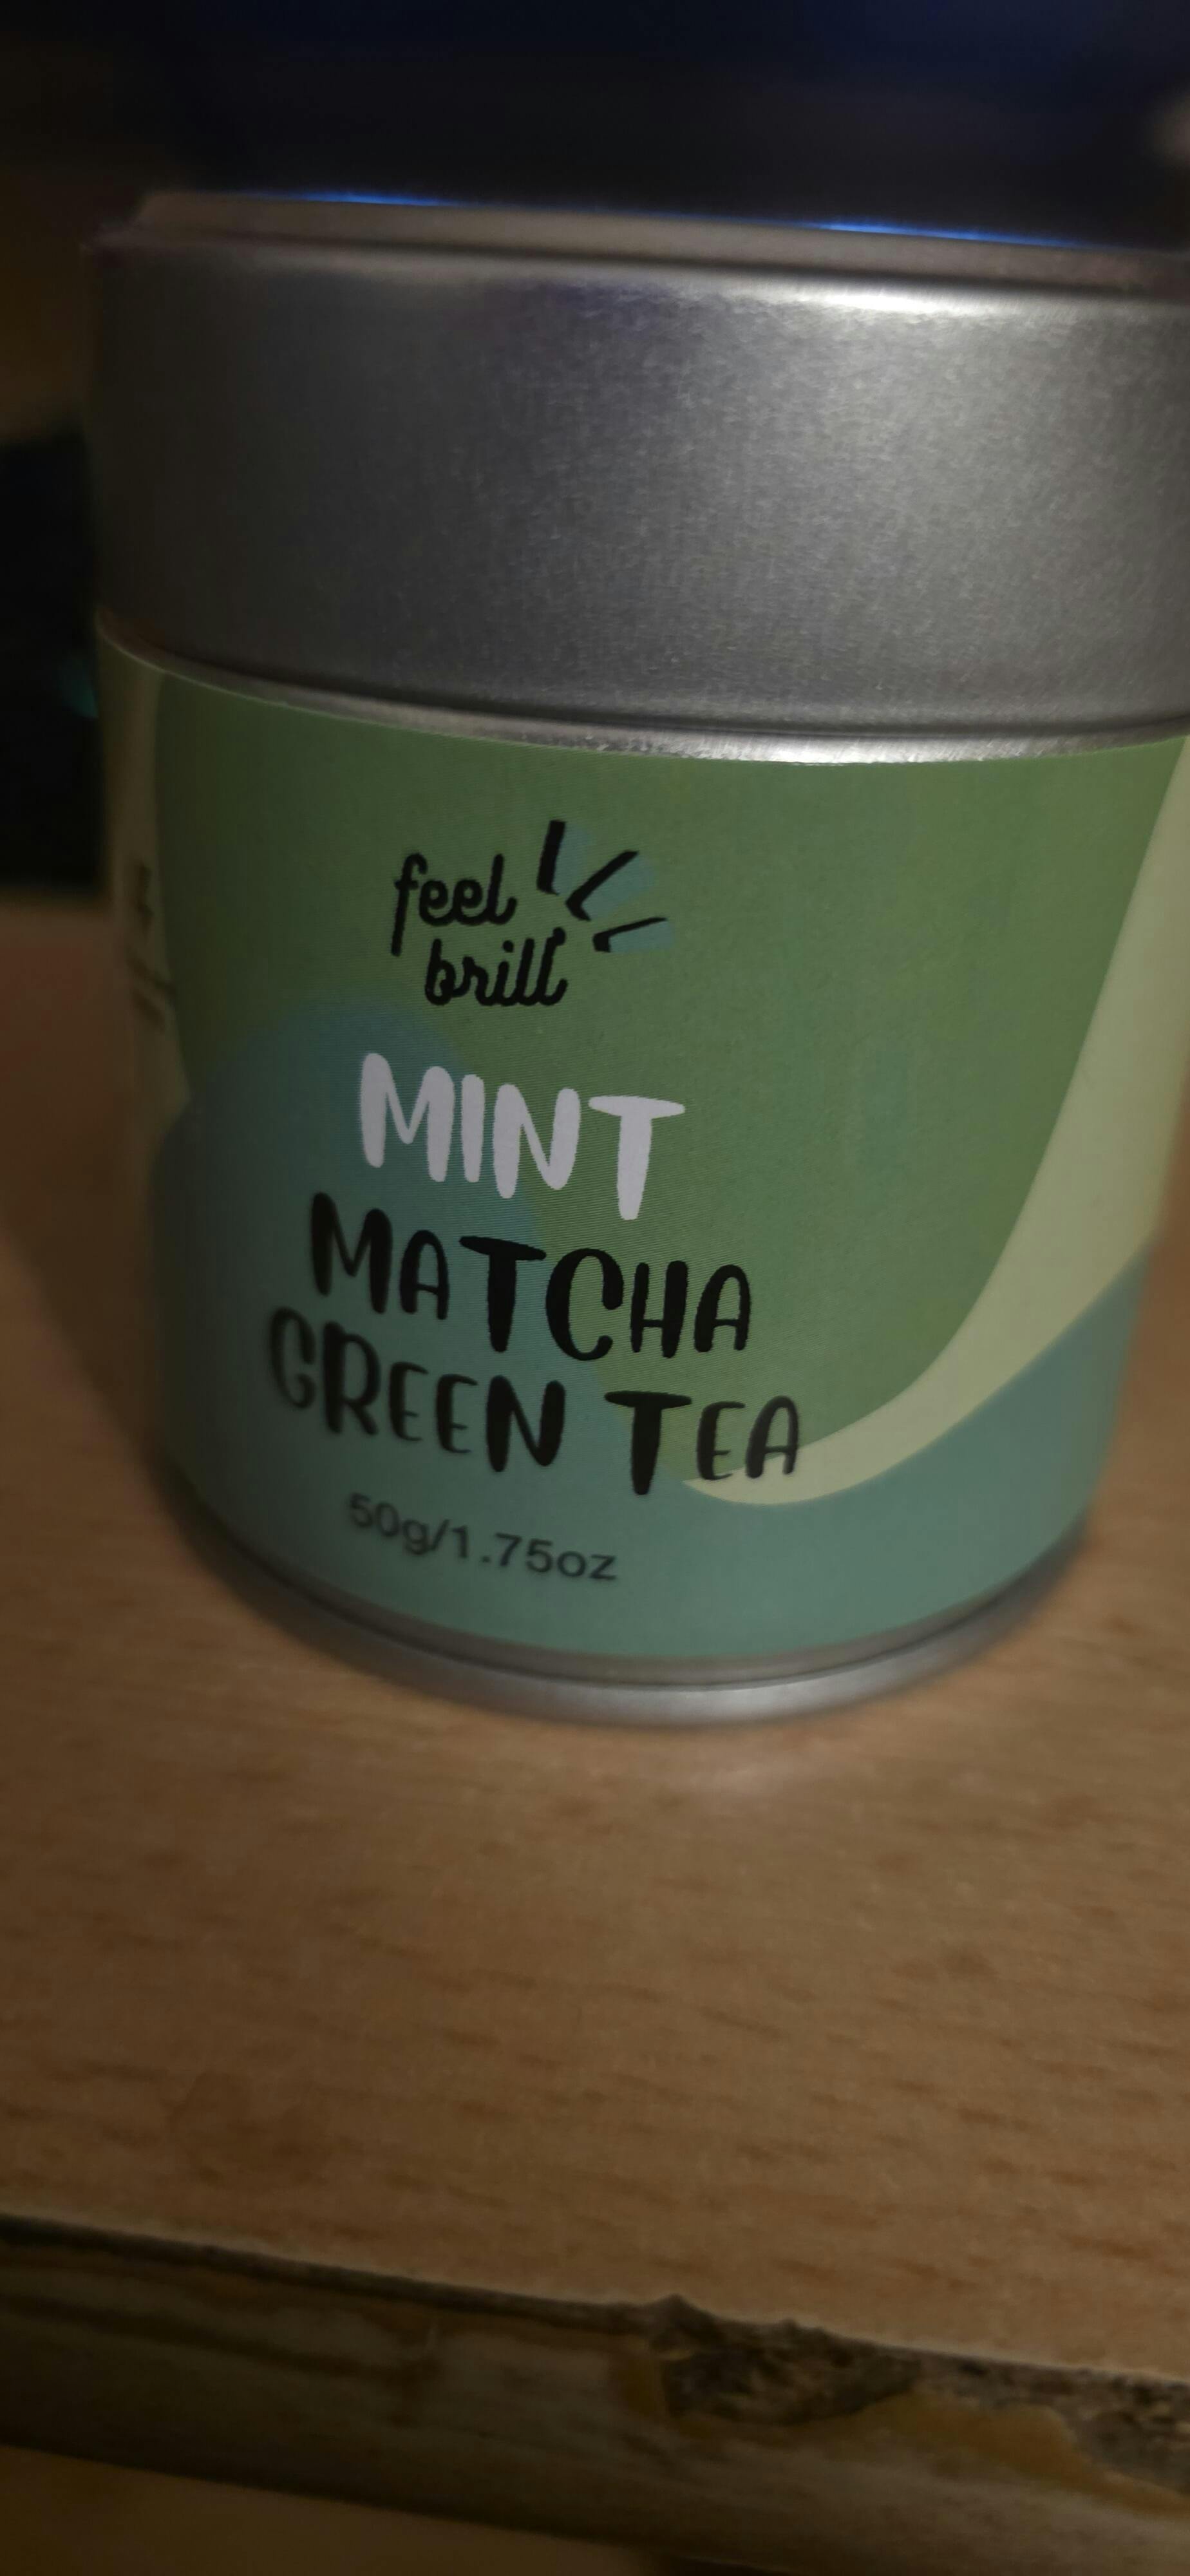 feel
brill
MINT
MATCHA
GREEN TEA
50g/1.75oz